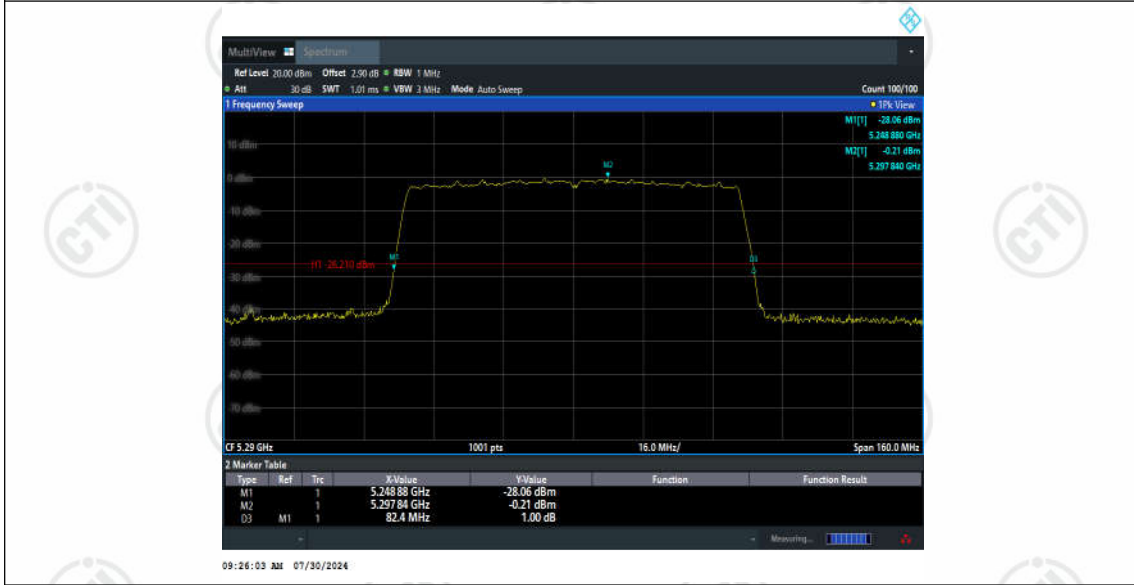 MultiView Spectrum
Ref Level 20.00 dBm Offset 2.90 dB RBW 1 MHz
Att 30 dB SWT 1.01 ms VBW 3 MHz Mode Auto Sweep Count 100/100
1 Frequency Sweep 1Pk View
M1[1] -28.06 dBm
5.248 880 GHz
10 dBm
M2[1] -0.21 dBm
5.297 840 GHz
M2
0 dBm
-10 dBm
-20 dBm
M1
D3
H1 -26.210 dBm
-30 dBm
-40 dBm
-50 dBm
-60 dBm
-70 dBm
CF 5.29 GHz 1001 pts 16.0 MHz/ Span 160.0 MHz
2 Marker Table
Type Ref Trc X-Value Y-Value Function Function Result
M1 1 5.248 88 GHz -28.06 dBm
M2 1 5.297 84 GHz -0.21 dBm
D3 M1 1 82.4 MHz 1.00 dB
Measuring...
09:26:03 AM 07/30/2024
CTI
CTI